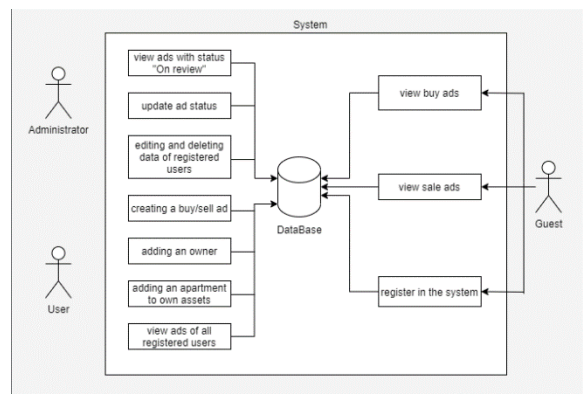 System
view ads with status
"On review"
update ad status
editing and deleting
data of registered
users
creating a buy/sell ad
adding an owner
adding an apartment
to own assets
view ads of all
registered users
Administrator
User
DataBase
view buy ads
view sale ads
register in the system
Guest